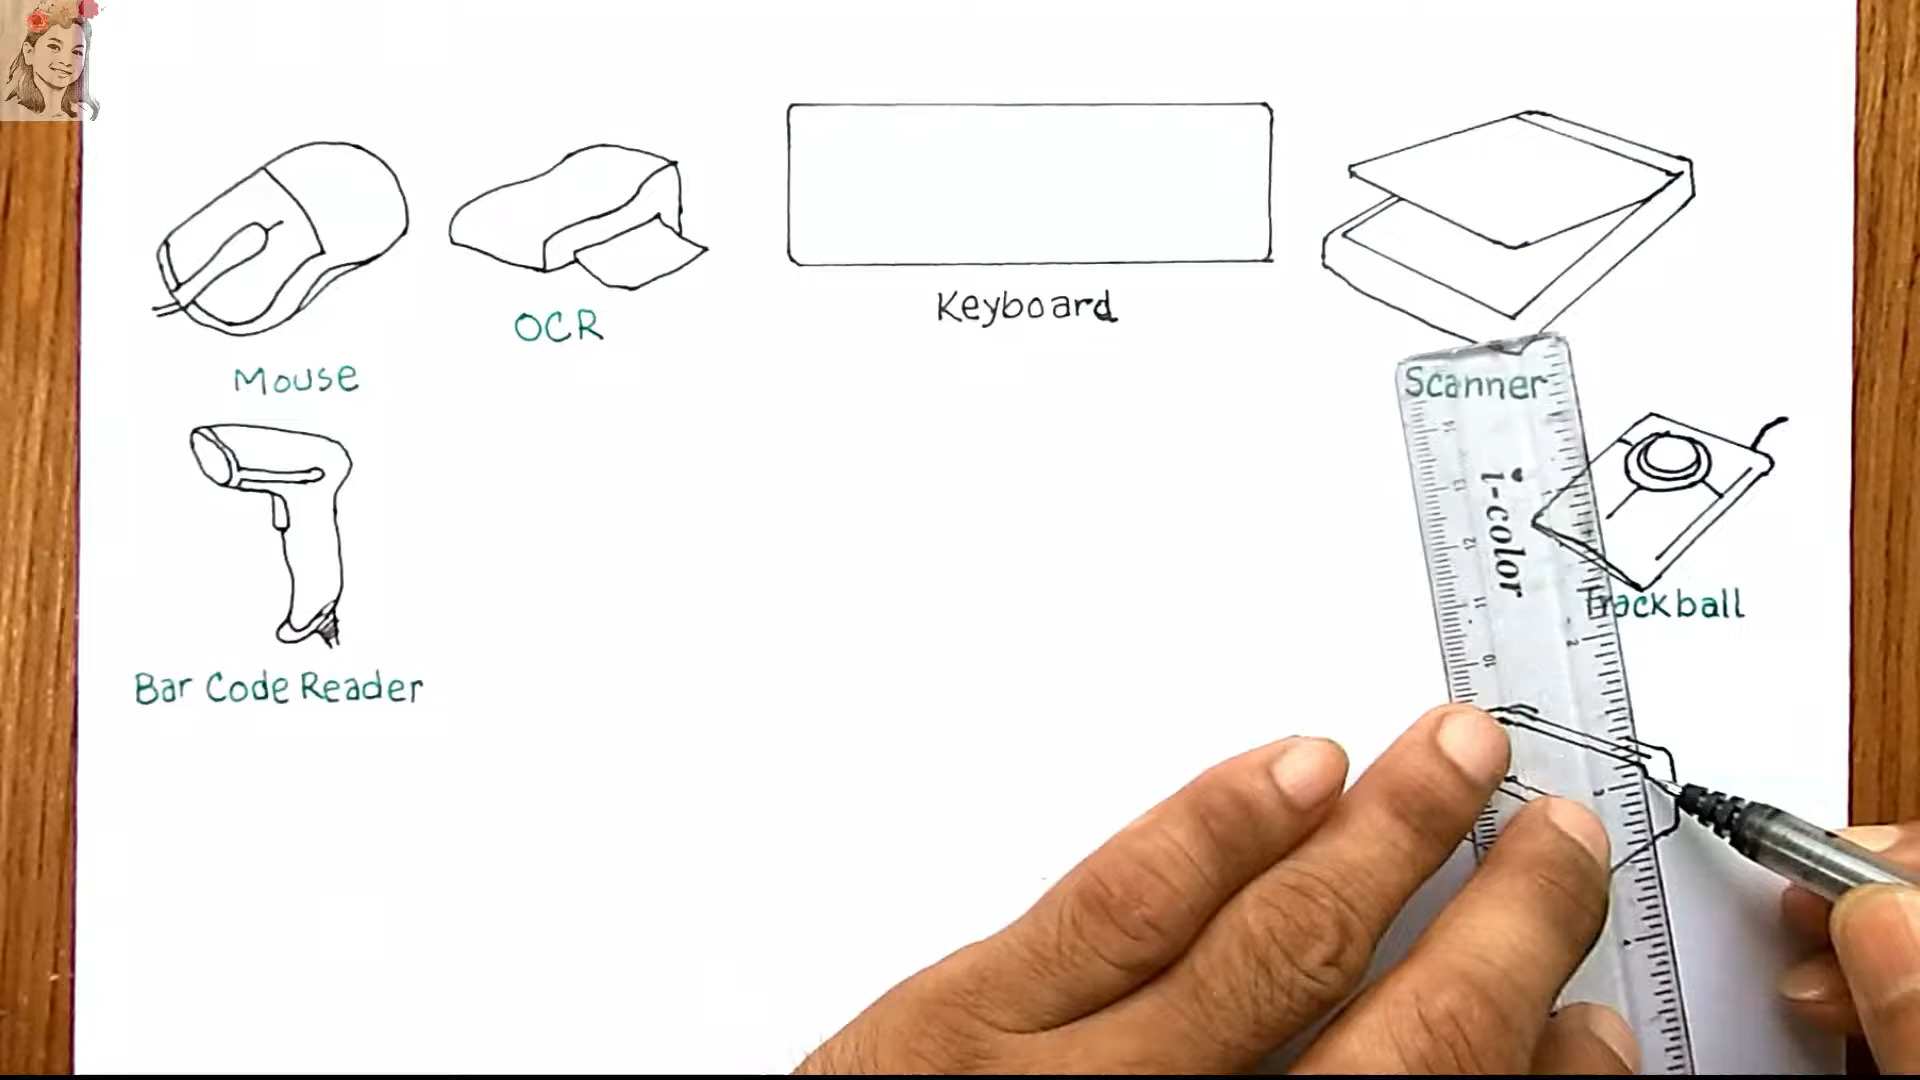 Keyboard
OCR
Mouse
Scanner
i-color
Trackball
Bar Code Reader